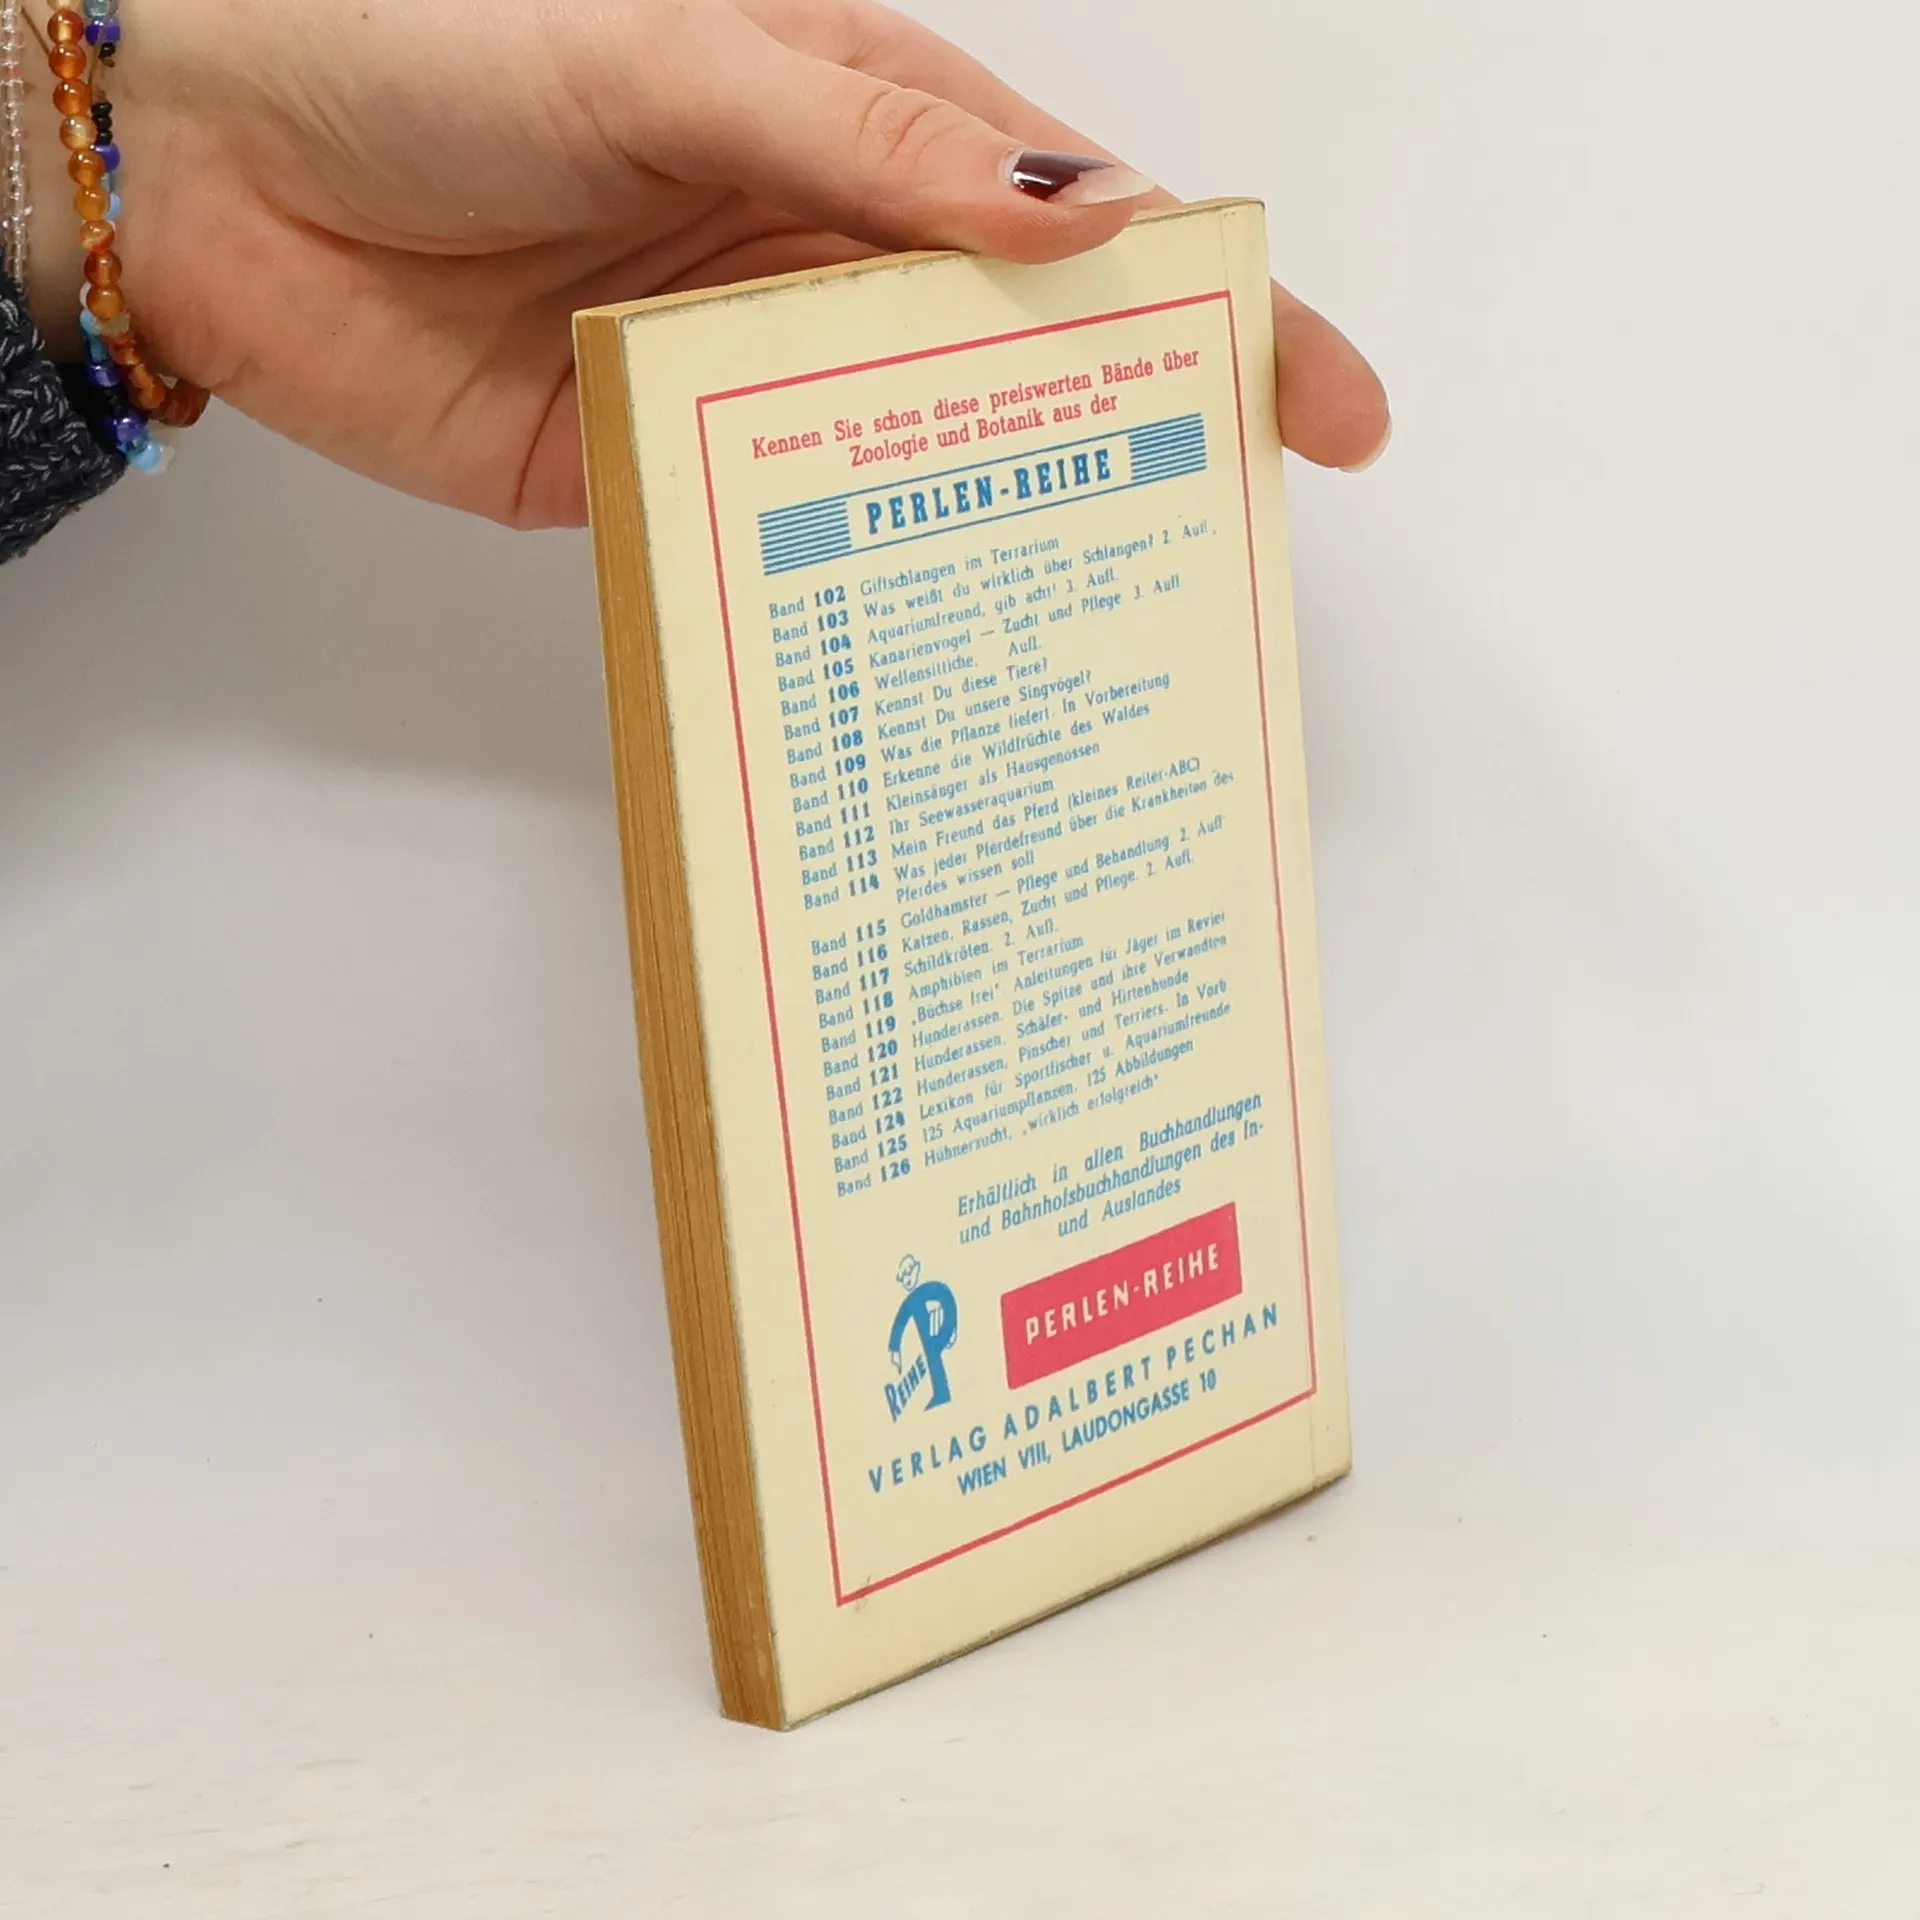 Kennen Sie schon diese preiswerten Bände über
Zoologie und Botanik aus der
PERLEN-REIHE
Band 102 Giftschlangen im Terrarium
Band 103 Was weißt du wirklich über Schlangen? 2. Aufl.
Band 104 Aquariumfreund, gib acht! 3. Aufl.
Band 105 Kanarienvogel — Zucht und Pflege. 3. Aufl
Band 106 Wellensittiche. Aufl.
Band 107 Kennst Du diese Tiere?
Band 108 Kennst Du unsere Singvögel?
Band 109 Was die Pflanze liefert. In Vorbereitung
Band 110 Erkenne die Wildfrüchte des Waldes
Band 111 Kleinsänger als Hausgenossen
Band 112 Ihr Seewasseraquarium
Band 113 Mein Freund das Pferd (kleines Reiter-ABC)
Band 114 Was jeder Pferdefreund über die Krankheiten des
Pferdes wissen soll
Band 115 Goldhamster — Pflege und Behandlung. 2. Aufl
Band 116 Katzen, Rassen, Zucht und Pflege. 2. Aufl.
Band 117 Schildkröten. 2. Aufl.
Band 118 Amphibien im Terrarium
Band 119 „Büchse frei“ Anleitungen für Jäger im Revier
Band 120 Hunderassen. Die Spitze und ihre Verwandten
Band 121 Hunderassen. Schäfer- und Hirtenhunde
Band 122 Hunderassen, Pinscher und Terriers. In Vorb
Band 124 Lexikon für Sportfischer u. Aquariumfreunde
Band 125 125 Aquariumpflanzen. 125 Abbildungen
Band 126 Hühnerzucht, „wirklich erfolgreich“
Erhältlich in allen Buchhandlungen
und Bahnhofsbuchhandlungen des In-
und Auslandes
REIHE P
PERLEN-REIHE
VERLAG ADALBERT PECHAN
WIEN VIII, LAUDONGASSE 10